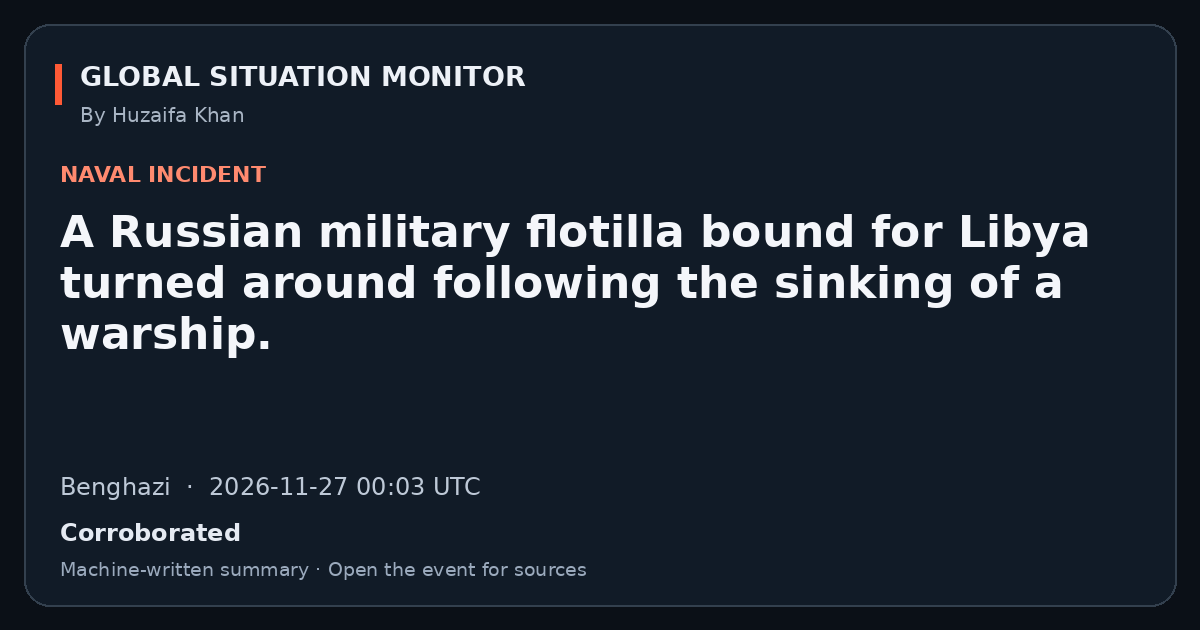 GLOBAL SITUATION MONITOR
By Huzaifa Khan
NAVAL INCIDENT
A Russian military flotilla bound for Libya
turned around following the sinking of a
warship.
Benghazi · 2026-11-27 00:03 UTC
Corroborated
Machine-written summary · Open the event for sources